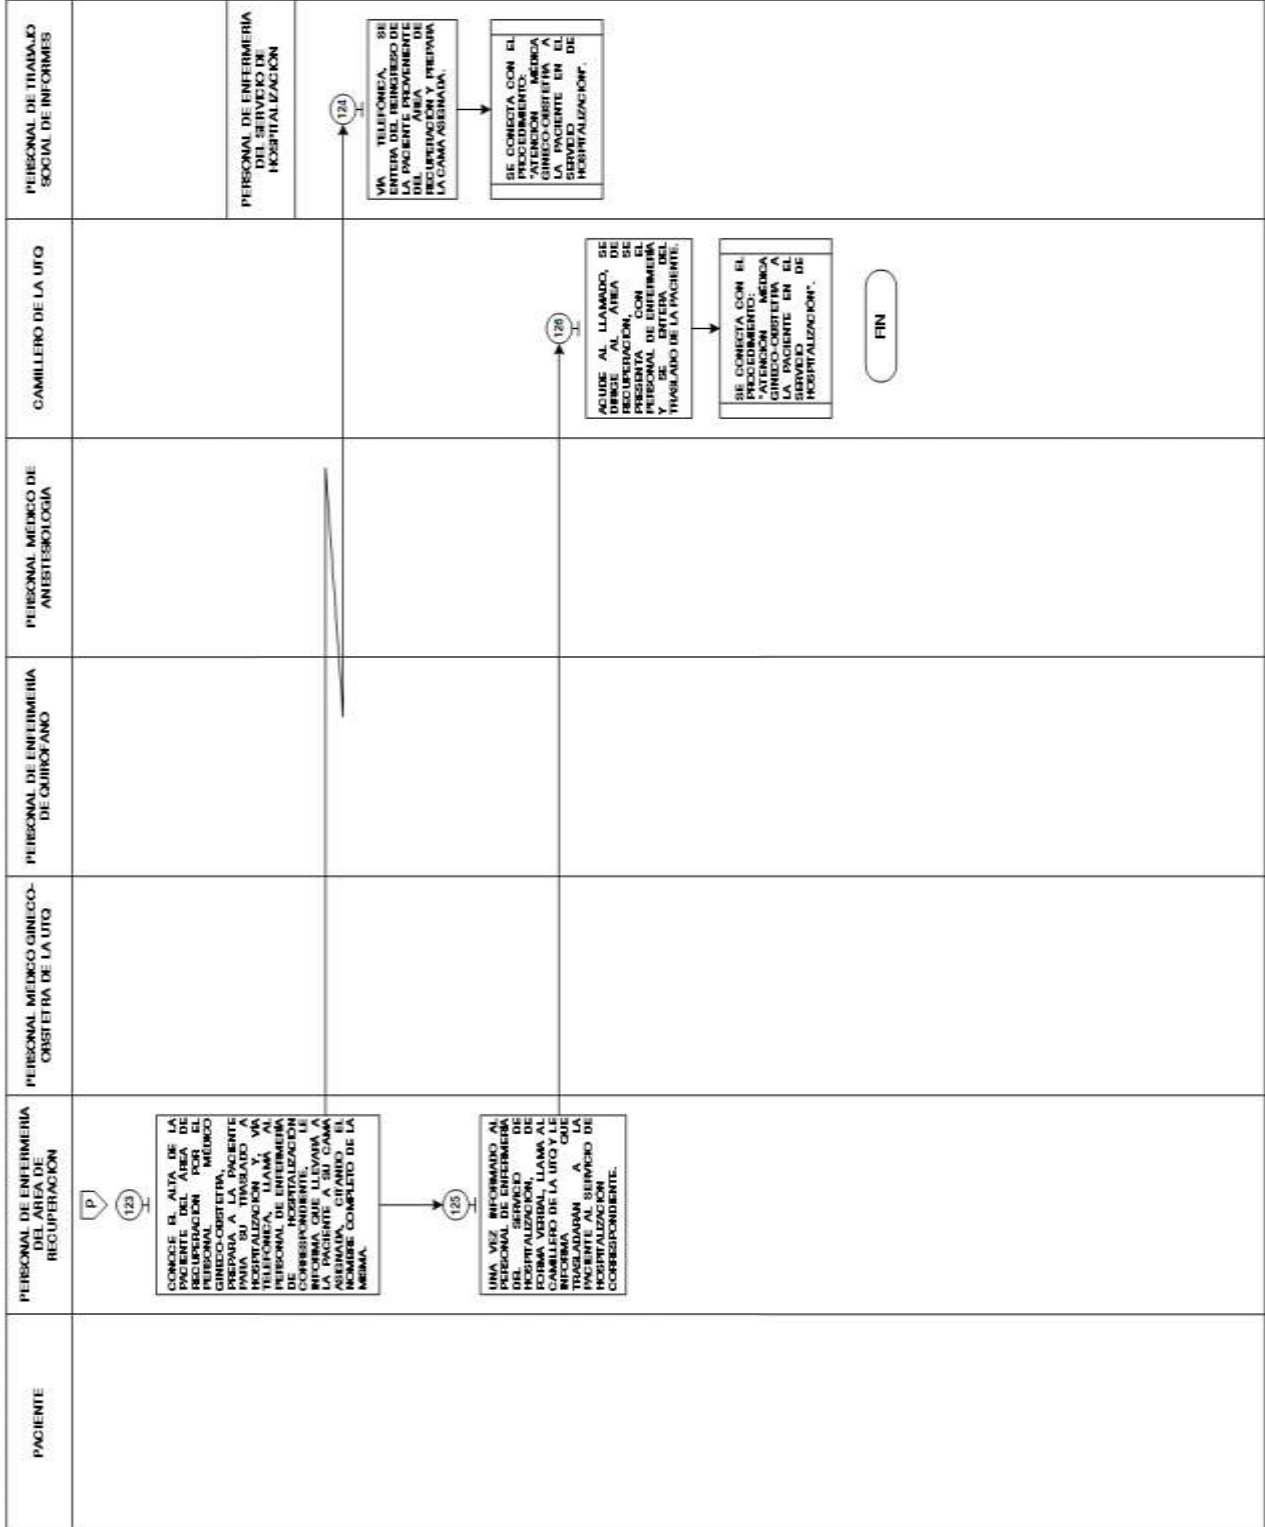 PACIENTE
PERSONAL DE ENFERMERÍA
DEL ÁREA DE
RECUPERACIÓN
PERSONAL MÉDICO GINECO-
OBSTETRA DE LA UTQ
PERSONAL DE ENFERMERÍA
DE QUIRÓFANO
PERSONAL MÉDICO DE
ANESTESIOLOGÍA
CAMILLERO DE LA UTQ
PERSONAL DE TRABAJO
SOCIAL DE INFORMES
PERSONAL DE ENFERMERÍA
DEL SERVICIO DE
HOSPITALIZACIÓN
P
123
CONOCE EL ALTA DE LA
PACIENTE DEL ÁREA DE
RECUPERACIÓN POR EL
PERSONAL MÉDICO
GINECO-OBSTETRA,
PREPARA A LA PACIENTE
PARA SU TRASLADO A
HOSPITALIZACIÓN Y, VÍA
TELEFÓNICA, LLAMA AL
PERSONAL DE ENFERMERÍA
DE HOSPITALIZACIÓN
CORRESPONDIENTE, LE
INFORMA QUE LLEVARÁ A
LA PACIENTE A SU CAMA
ASIGNADA, CITANDO EL
NOMBRE COMPLETO DE LA
MISMA.
124
VÍA TELEFÓNICA, SE
ENTERA DEL REINGRESO DE
LA PACIENTE PROVENIENTE
DEL ÁREA DE
RECUPERACIÓN Y PREPARA
LA CAMA ASIGNADA.
SE CONECTA CON EL
PROCEDIMIENTO:
"ATENCIÓN MÉDICA
GINECO-OBSTETRA A
LA PACIENTE EN EL
SERVICIO DE
HOSPITALIZACIÓN".
125
UNA VEZ INFORMADO AL
PERSONAL DE ENFERMERÍA
DEL SERVICIO DE
HOSPITALIZACIÓN, DE
FORMA VERBAL, LLAMA AL
CAMILLERO DE LA UTQ Y LE
INFORMA QUE
TRASLADARÁN A LA
PACIENTE AL SERVICIO DE
HOSPITALIZACIÓN
CORRESPONDIENTE.
126
ACUDE AL LLAMADO, SE
DIRIGE AL ÁREA DE
RECUPERACIÓN, SE
PRESENTA CON EL
PERSONAL DE ENFERMERÍA
Y SE ENTERA DEL
TRASLADO DE LA PACIENTE.
SE CONECTA CON EL
PROCEDIMIENTO:
"ATENCIÓN MÉDICA
GINECO-OBSTETRA A
LA PACIENTE EN EL
SERVICIO DE
HOSPITALIZACIÓN".
FIN